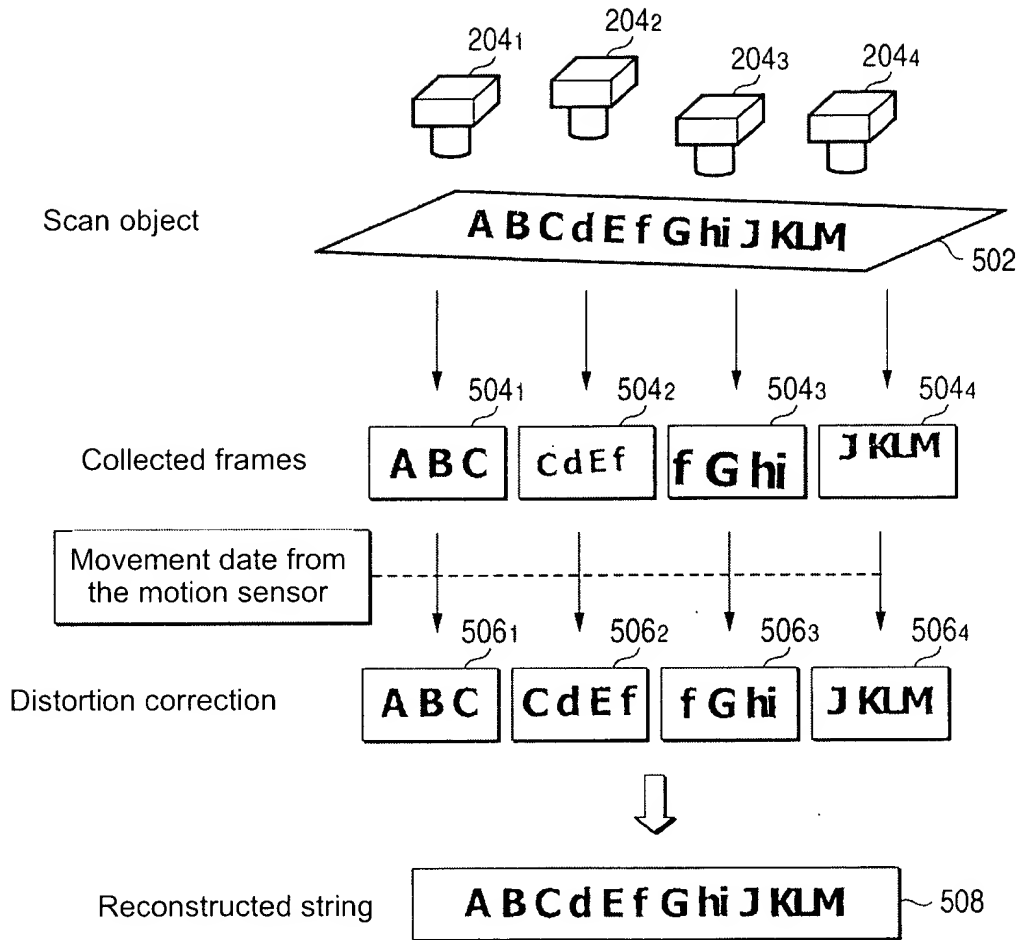 204₁ 204₂ 204₃ 204₄
Scan object
A B C d E f G hi J KLM
502
504₁ 504₂ 504₃ 504₄
Collected frames
A B C C d E f f G hi J KLM
Movement date from
the motion sensor
506₁ 506₂ 506₃ 506₄
Distortion correction
A B C C d E f f G hi J KLM
Reconstructed string
A B C d E f G hi J KLM
508